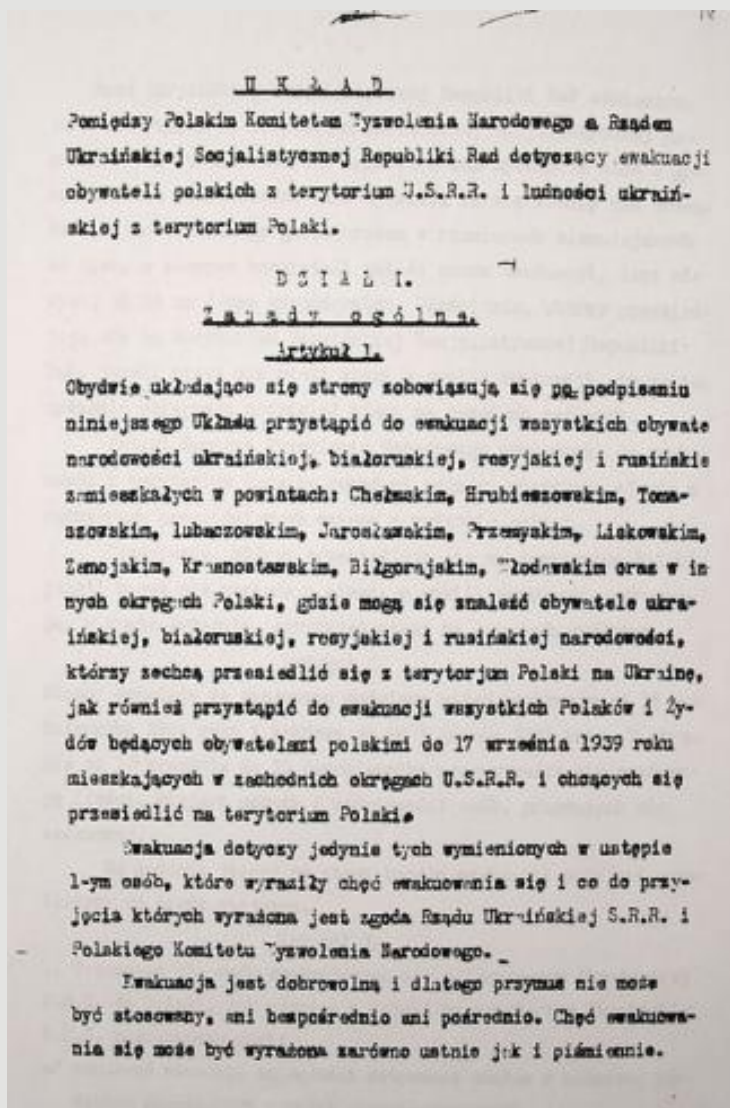 U K Ł A D
Pomiędzy Polskim Komitetem Wyzwolenia Narodowego a Rządem
Ukraińskiej Socjalistycznej Republiki Rad dotyczący ewakuacji
obywateli polskich z terytorium U.S.R.R. i ludności ukraiń-
skiej z terytorium Polski.
D Z I A Ł I.
Z a s a d y o g ó l n e.
Artykuł 1.
Obydwie układające się strony zobowiązują się po podpisaniu
niniejszego Układu przystąpić do ewakuacji wszystkich obywate
narodowości ukraińskiej, białoruskiej, rosyjskiej i rusińskie
zamieszkałych w powiatach: Chełmskim, Hrubieszowskim, Toma-
szowskim, lubaczowskim, Jarosławskim, Przemyskim, Liskowskim,
Zamojskim, Krasnostawskim, Biłgorajskim, Włodawskim oraz w in
nych okręgach Polski, gdzie mogą się znaleść obywatele ukra-
ińskiej, białoruskiej, rosyjskiej i rusińskiej narodowości,
którzy zechcą przesiedlić się z terytorjum Polski na Ukrainę,
jak również przystąpić do ewakuacji wszystkich Polaków i Ży-
dów będących obywatelami polskimi do 17 września 1939 roku
mieszkających w zachodnich okręgach U.S.R.R. i chcących się
przesiedlić na terytorium Polski.
Ewakuacja dotyczy jedynie tych wymienionych w ustępie
1-ym osób, które wyraziły chęć ewakuowania się i co do przy-
jęcia których wyrażona jest zgoda Rządu Ukraińskiej S.R.R. i
Polskiego Komitetu Wyzwolenia Narodowego.
Ewakuacja jest dobrowolną i dlatego przymus nie może
być stosowany, ani bezpośrednio ani pośrednio. Chęć ewakuowa-
nia się może być wyrażona zarówno ustnie jak i piśmiennie.